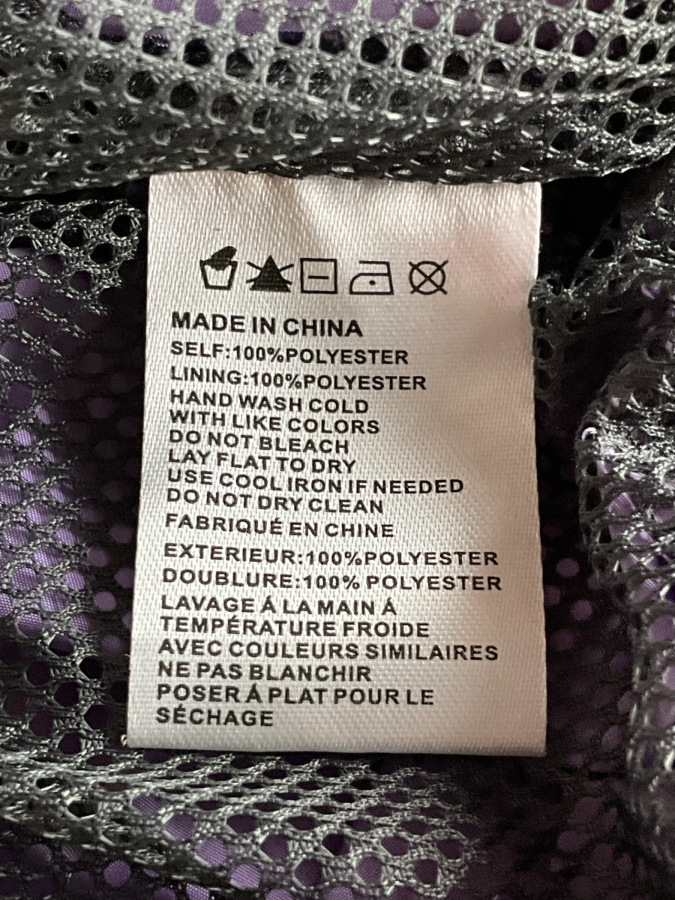 MADE IN CHINA
SELF:100%POLYESTER
LINING:100%POLYESTER
HAND WASH COLD
WITH LIKE COLORS
DO NOT BLEACH
LAY FLAT TO DRY
USE COOL IRON IF NEEDED
DO NOT DRY CLEAN
FABRIQUÉ EN CHINE
EXTERIEUR:100%POLYESTER
DOUBLURE:100% POLYESTER
LAVAGE Á LA MAIN Á
TEMPÉRATURE FROIDE
AVEC COULEURS SIMILAIRES
NE PAS BLANCHIR
POSER Á PLAT POUR LE
SÉCHAGE